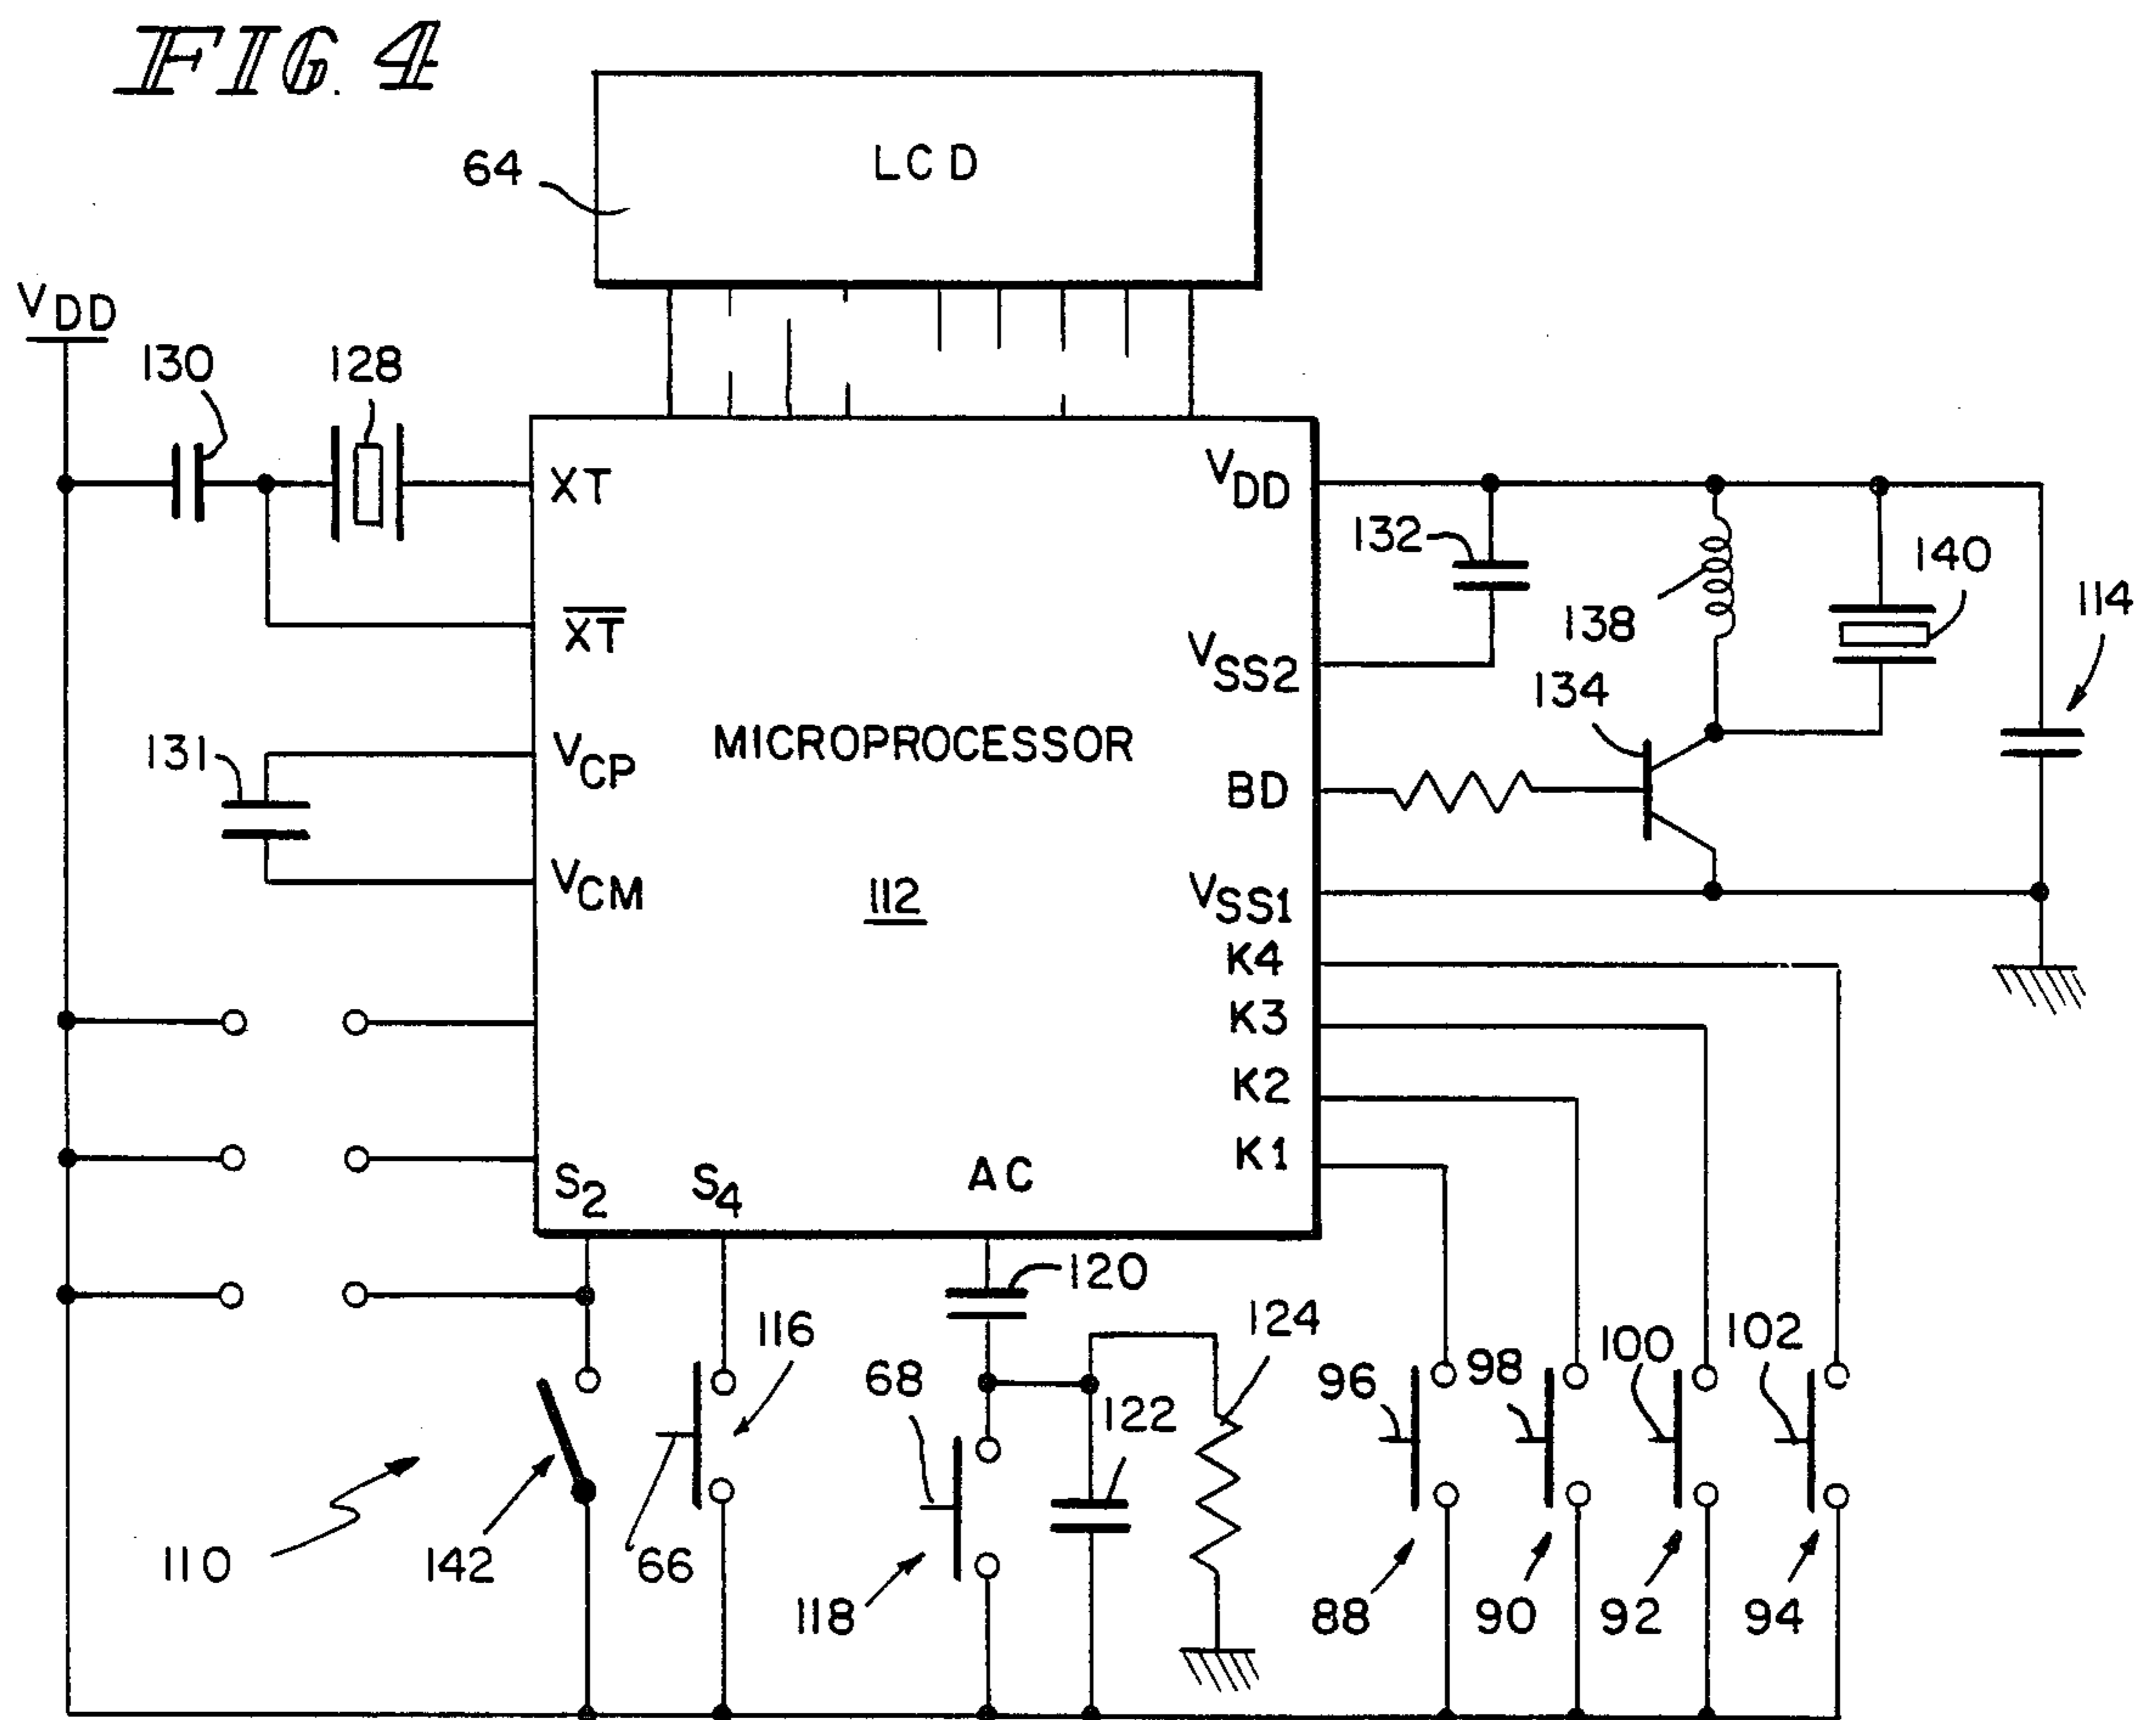 FIG. 4
LCD
64
VDD
130
128
XT
VDD
132
140
114
138
XT
VSS2
134
131
VCP
MICROPROCESSOR
BD
VCM
112
VSS1
K4
K3
K2
K1
S2
S4
AC
120
116
124
68
96
98
100
102
122
110
142
66
118
88
90
92
94